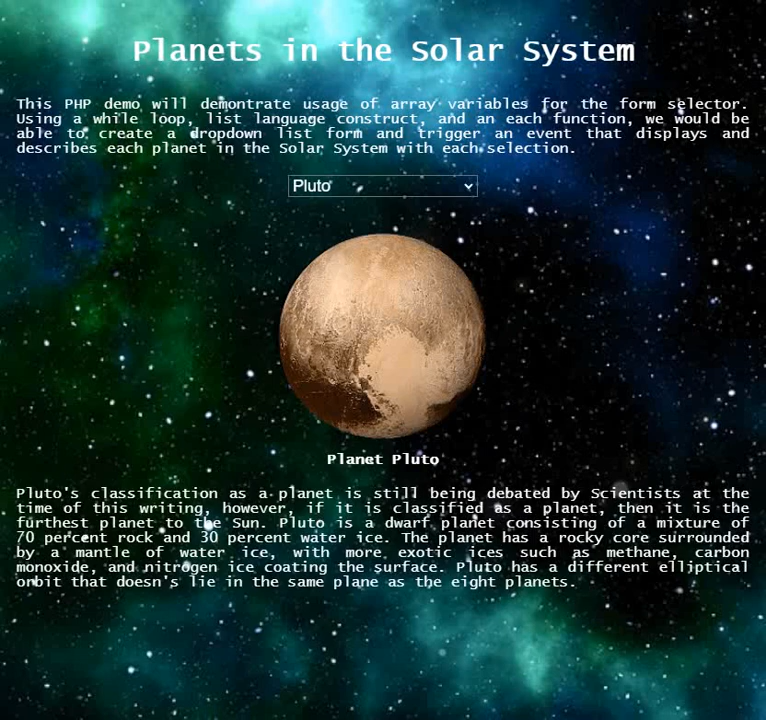 Planets in the Solar System
This PHP demo will demontrate usage of array variables for the form selector.
Using a while loop, list language construct, and an each function, we would be
able to create a dropdown list form and trigger an event that displays and
describes each planet in the Solar System with each selection.
Pluto
Planet Pluto
Pluto's classification as a planet is still being debated by Scientists at the
time of this writing, however, if it is classified as a planet, then it is the
furthest planet to the Sun. Pluto is a dwarf planet consisting of a mixture of
70 percent rock and 30 percent water ice. The planet has a rocky core surrounded
by a mantle of water ice, with more exotic ices such as methane, carbon
monoxide, and nitrogen ice coating the surface. Pluto has a different elliptical
orbit that doesn's lie in the same plane as the eight planets.